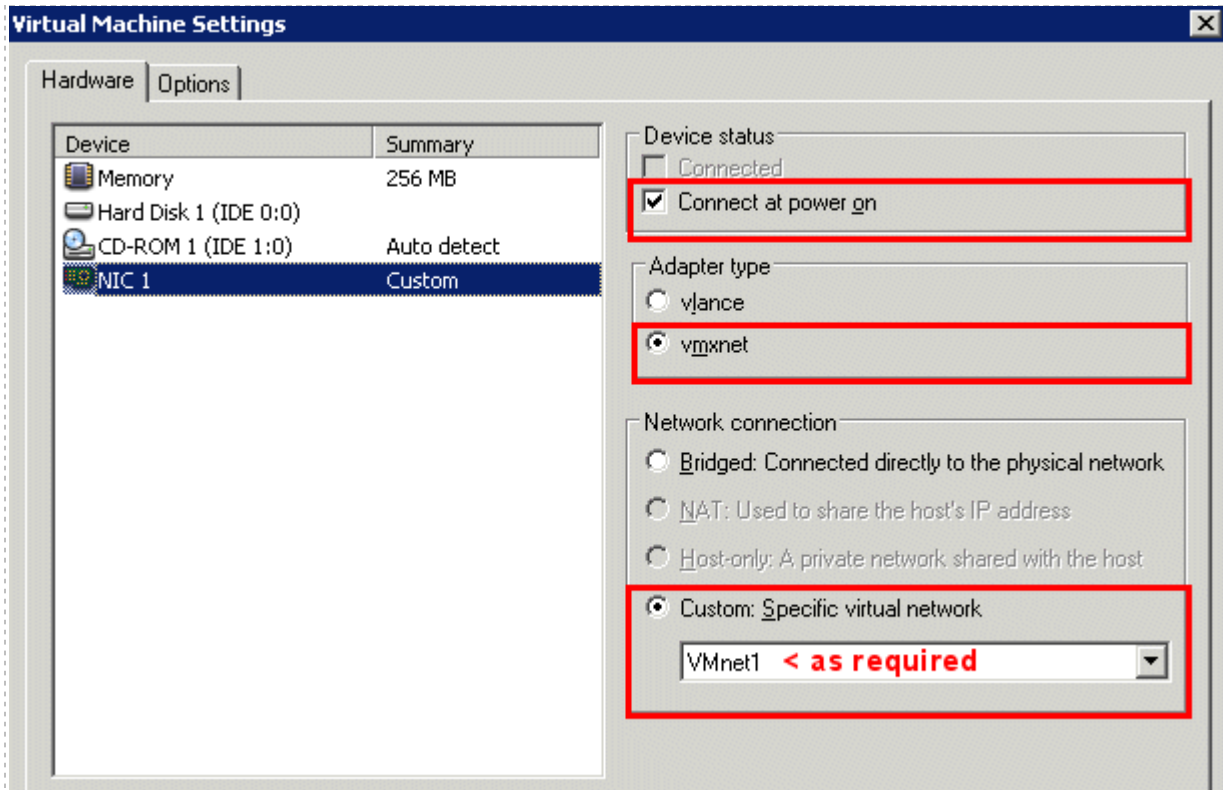 Virtual Machine Settings
Hardware Options
Device Summary
Memory 256 MB
Hard Disk 1 (IDE 0:0)
CD-ROM 1 (IDE 1:0) Auto detect
NIC 1 Custom
Device status
Connected
Connect at power on
Adapter type
vlance
vmxnet
Network connection
Bridged: Connected directly to the physical network
NAT: Used to share the host's IP address
Host-only: A private network shared with the host
Custom: Specific virtual network
VMnet1 < as required